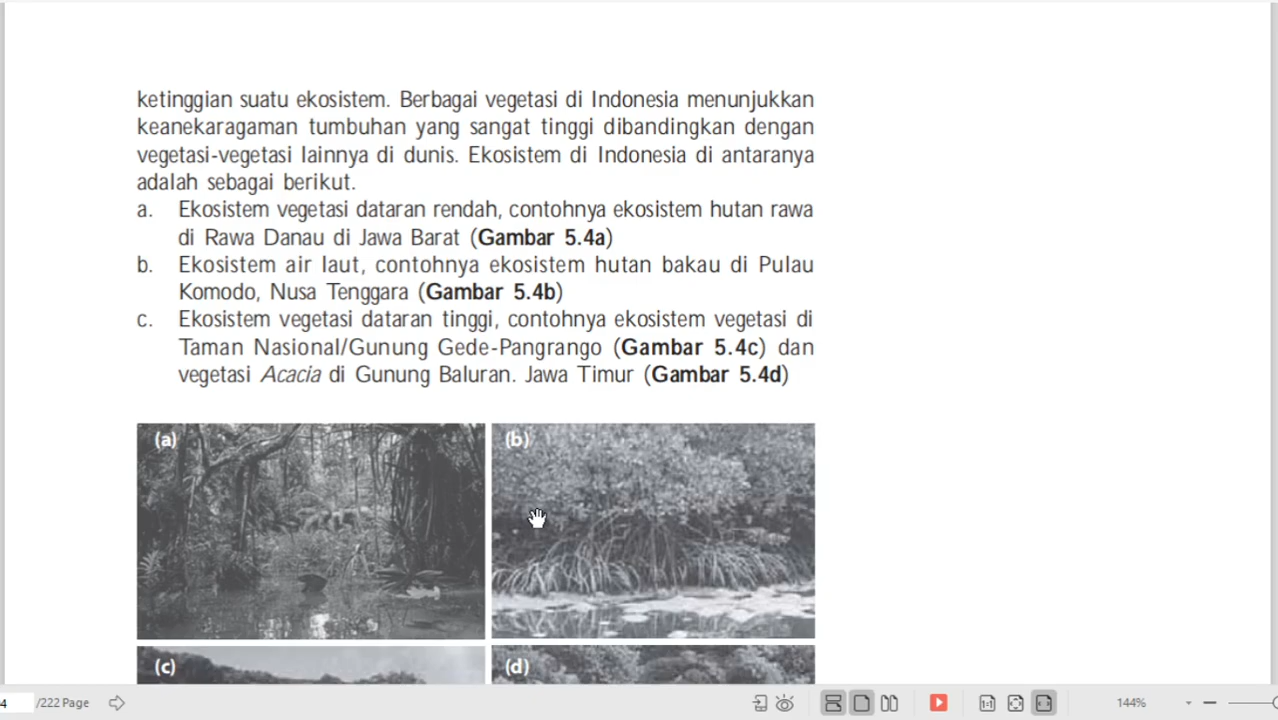 ketinggian suatu ekosistem. Berbagai vegetasi di Indonesia menunjukkan
keanekaragaman tumbuhan yang sangat tinggi dibandingkan dengan
vegetasi-vegetasi lainnya di dunis. Ekosistem di Indonesia di antaranya
adalah sebagai berikut.
a. Ekosistem vegetasi dataran rendah, contohnya ekosistem hutan rawa
di Rawa Danau di Jawa Barat (Gambar 5.4a)
b. Ekosistem air laut, contohnya ekosistem hutan bakau di Pulau
Komodo, Nusa Tenggara (Gambar 5.4b)
c. Ekosistem vegetasi dataran tinggi, contohnya ekosistem vegetasi di
Taman Nasional/Gunung Gede-Pangrango (Gambar 5.4c) dan
vegetasi Acacia di Gunung Baluran. Jawa Timur (Gambar 5.4d)
(a) (b)
(c) (d)
4 /222 Page 1:1 144%